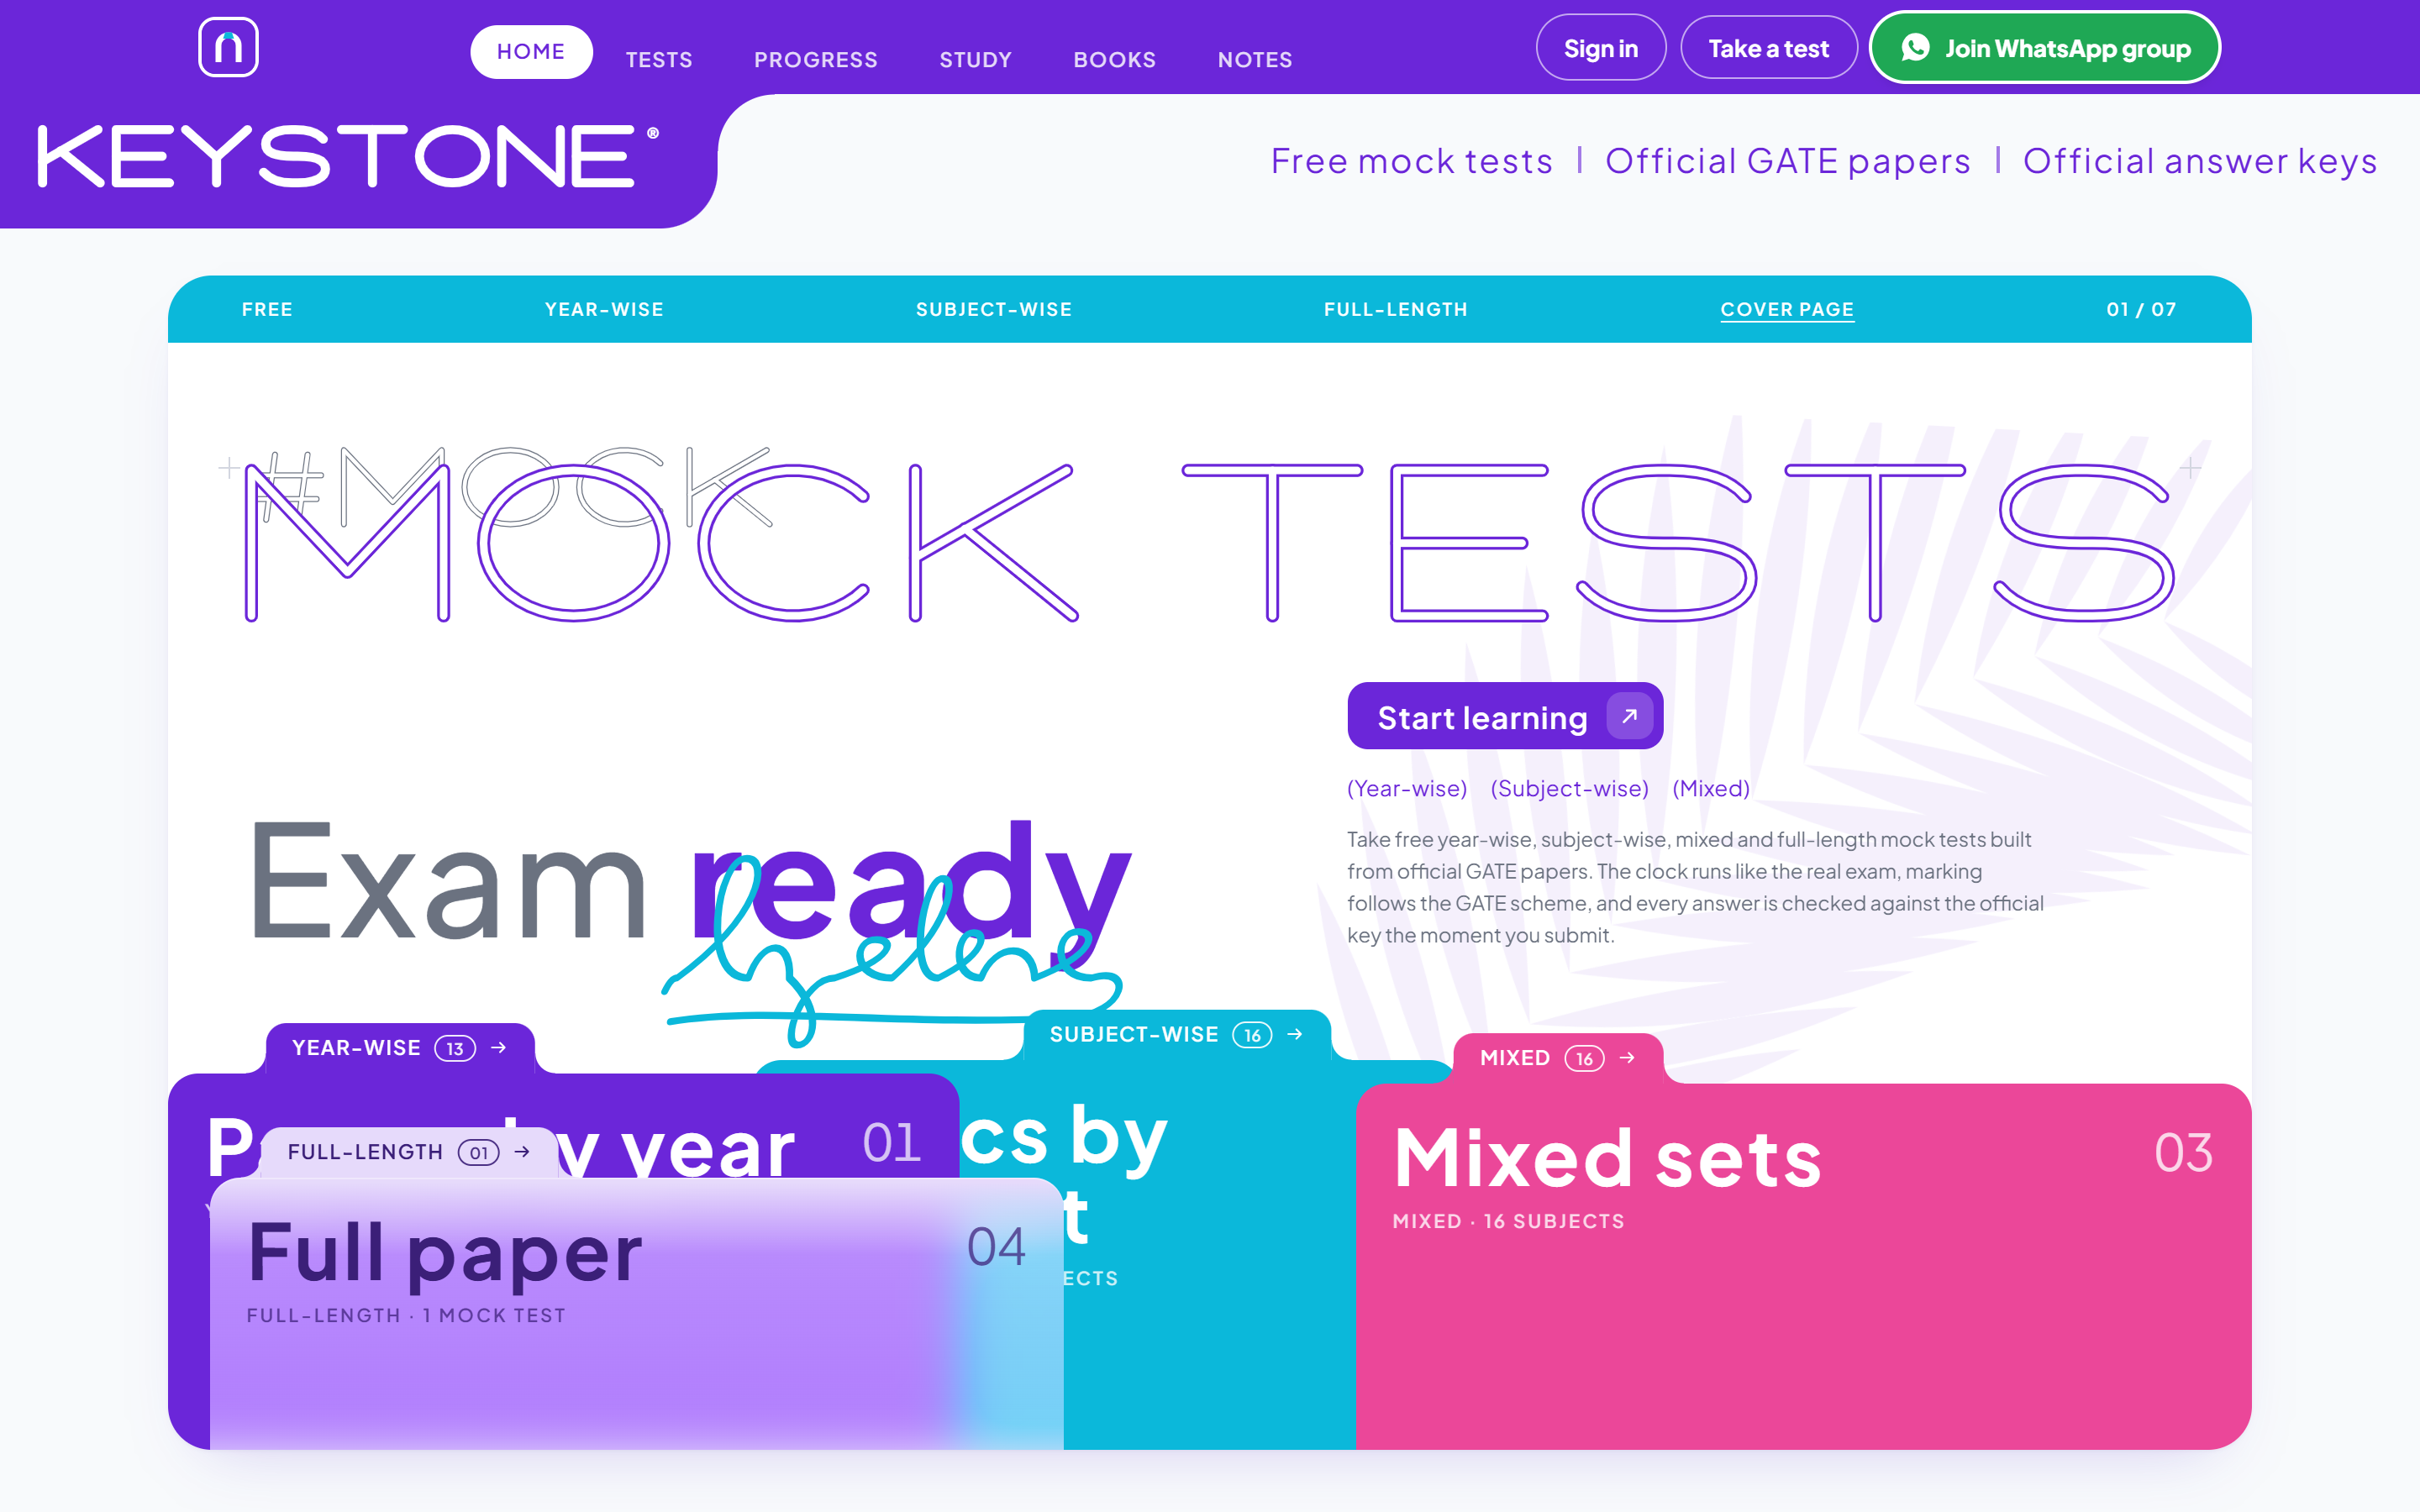 HOME TESTS PROGRESS STUDY BOOKS NOTES Sign in Take a test Join WhatsApp group
KEYSTONE®
Free mock tests | Official GATE papers | Official answer keys
FREE YEAR-WISE SUBJECT-WISE FULL-LENGTH COVER PAGE 01 / 07
#MOCK
MOCK TESTS
Start learning
(Year-wise) (Subject-wise) (Mixed)
Take free year-wise, subject-wise, mixed and full-length mock tests built
from official GATE papers. The clock runs like the real exam, marking
follows the GATE scheme, and every answer is checked against the official
key the moment you submit.
Exam ready
YEAR-WISE 13 →
year 01
SUBJECT-WISE 16 →
by
MIXED 16 →
Mixed sets 03
MIXED · 16 SUBJECTS
FULL-LENGTH 01 →
Full paper 04
FULL-LENGTH · 1 MOCK TEST